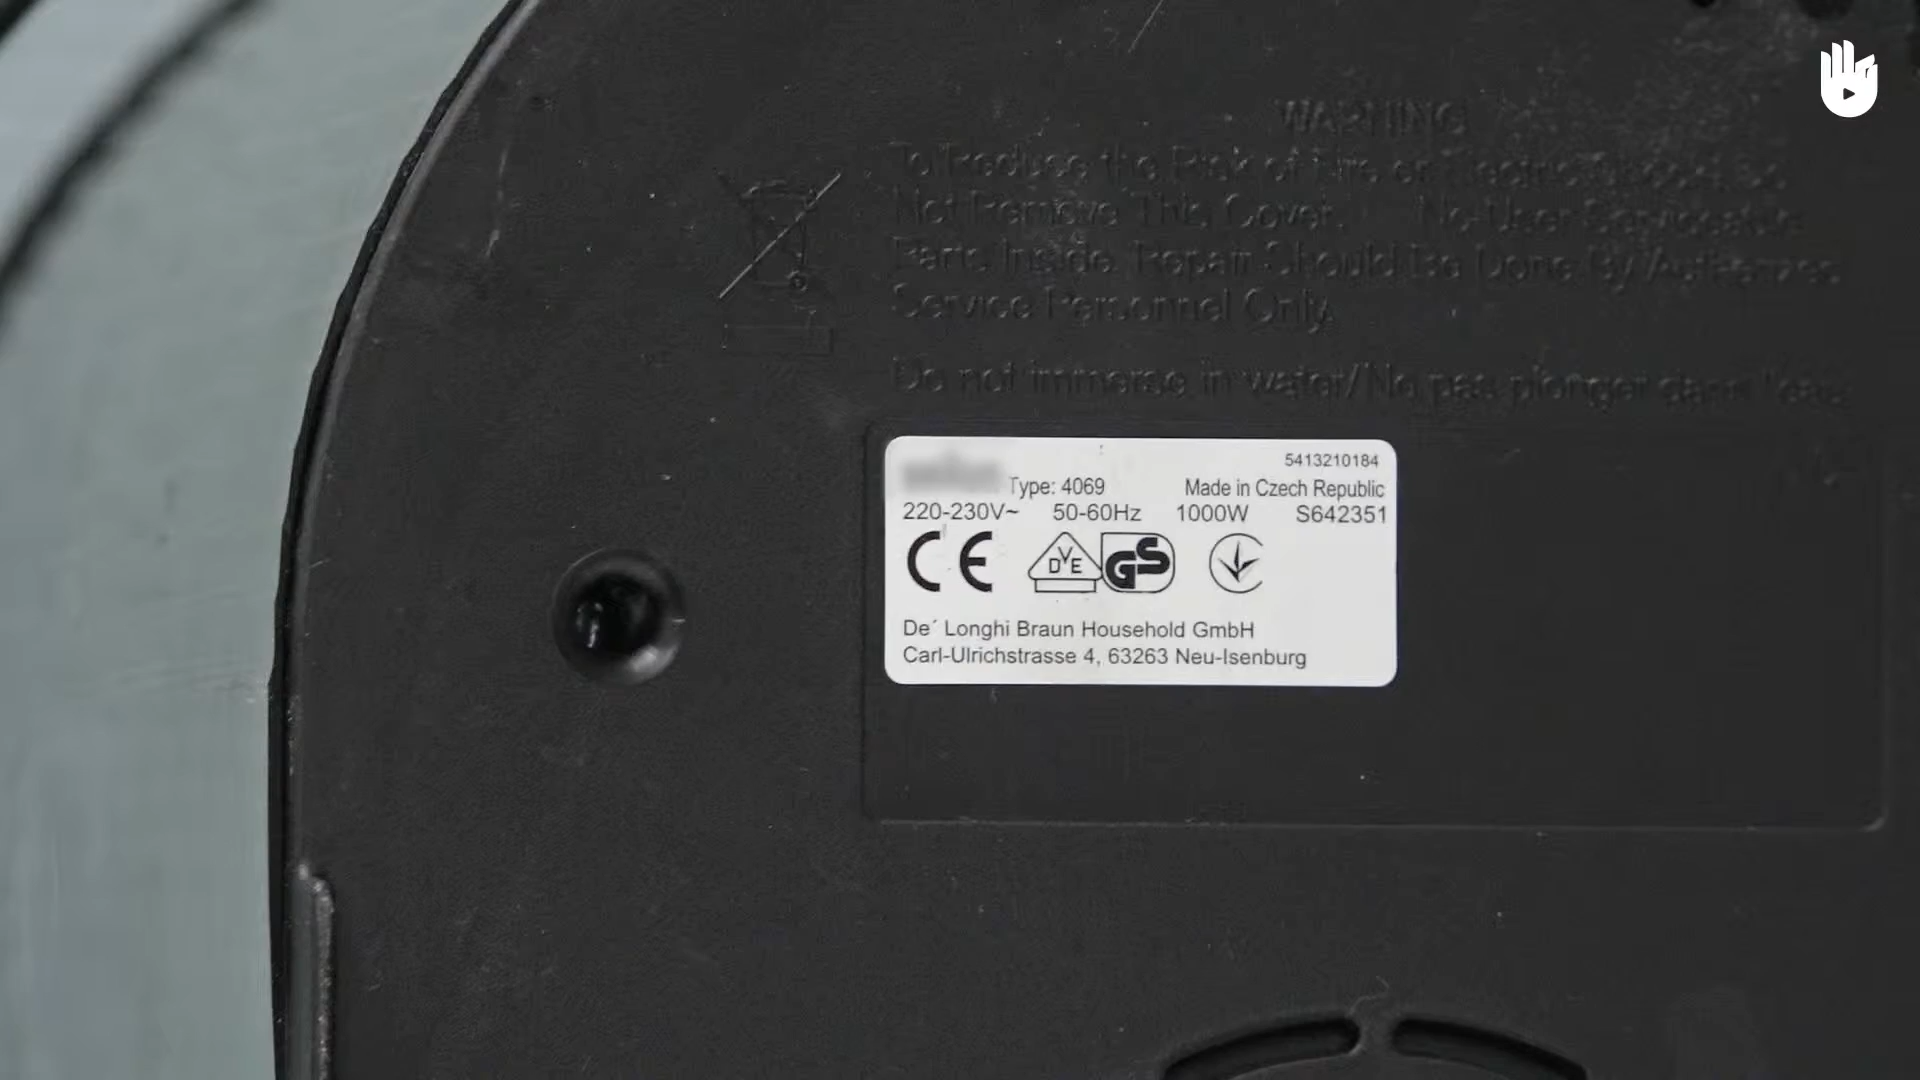 WARNING
To Reduce the Risk of Fire or Electric Shock, Do
Not Remove This Cover. No User Serviceable
Parts Inside. Repair Should Be Done By Authorized
Service Personnel Only.
Do not immerse in water/No pas plonger dans l'eau
5413210184
Type: 4069 Made in Czech Republic
220-230V~ 50-60Hz 1000W S642351
CE DVE GS
De´ Longhi Braun Household GmbH
Carl-Ulrichstrasse 4, 63263 Neu-Isenburg